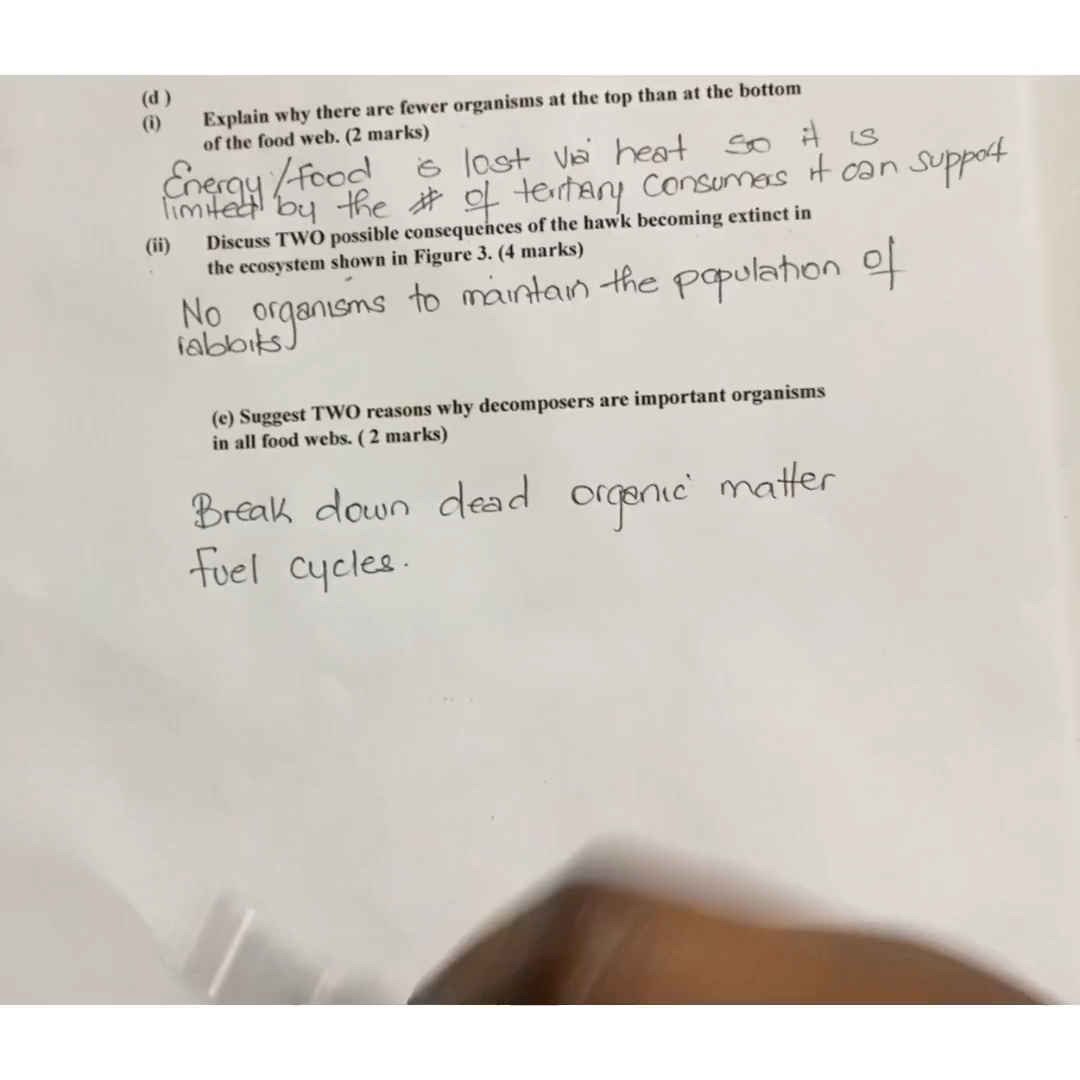 (d )
(i) Explain why there are fewer organisms at the top than at the bottom
of the food web. (2 marks)
Energy/food is lost via heat so it is
limited by the # of tertiary consumers it can support
(ii) Discuss TWO possible consequences of the hawk becoming extinct in
the ecosystem shown in Figure 3. (4 marks)
No organisms to maintain the population of
rabbits
(e) Suggest TWO reasons why decomposers are important organisms
in all food webs. ( 2 marks)
Break down dead organic matter
fuel cycles.